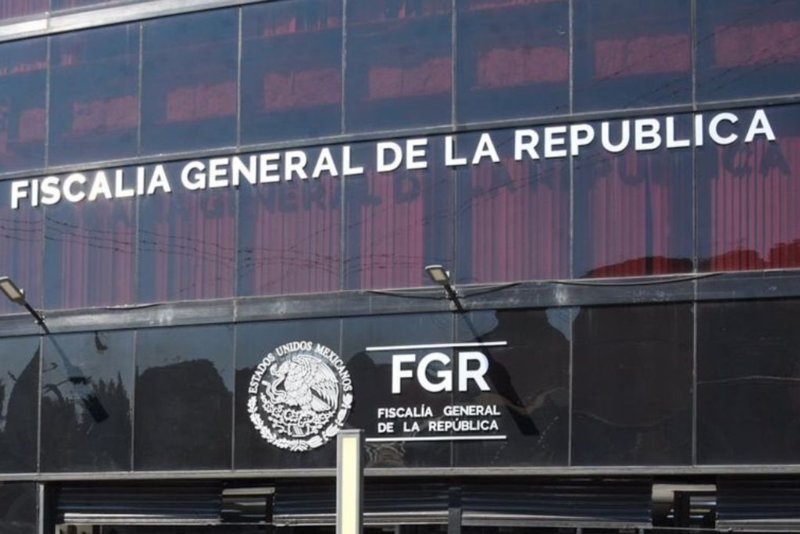 FISCALIA GENERAL DE LA REPUBLICA
ESTADOS UNIDOS MEXICANOS
FGR
FISCALÍA GENERAL
DE LA REPÚBLICA